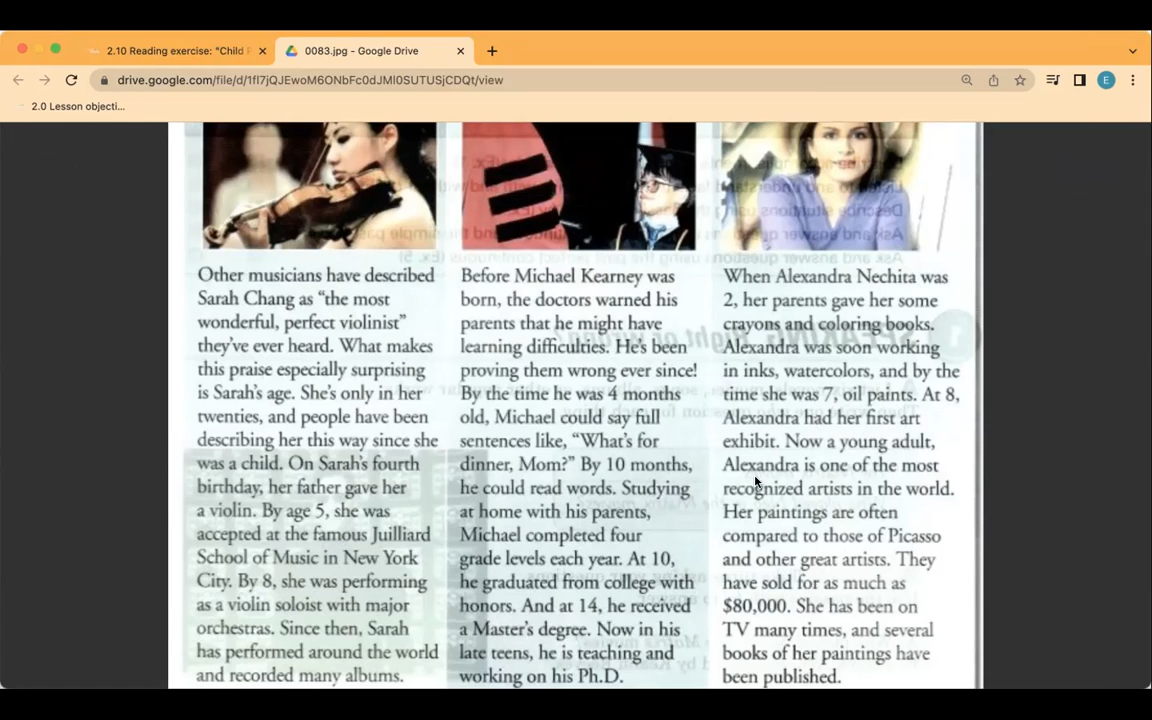 2.10 Reading exercise: "Child
0083.jpg - Google Drive
drive.google.com/file/d/1fl7jQJEwoM6ONbFc0dJMl0SUTUSjCDQt/view
E
2.0 Lesson objecti...
Other musicians have described
Sarah Chang as “the most
wonderful, perfect violinist”
they’ve ever heard. What makes
this praise especially surprising
is Sarah’s age. She’s only in her
twenties, and people have been
describing her this way since she
was a child. On Sarah’s fourth
birthday, her father gave her
a violin. By age 5, she was
accepted at the famous Juilliard
School of Music in New York
City. By 8, she was performing
as a violin soloist with major
orchestras. Since then, Sarah
has performed around the world
and recorded many albums.
Before Michael Kearney was
born, the doctors warned his
parents that he might have
learning difficulties. He’s been
proving them wrong ever since!
By the time he was 4 months
old, Michael could say full
sentences like, “What’s for
dinner, Mom?” By 10 months,
he could read words. Studying
at home with his parents,
Michael completed four
grade levels each year. At 10,
he graduated from college with
honors. And at 14, he received
a Master’s degree. Now in his
late teens, he is teaching and
working on his Ph.D.
When Alexandra Nechita was
2, her parents gave her some
crayons and coloring books.
Alexandra was soon working
in inks, watercolors, and by the
time she was 7, oil paints. At 8,
Alexandra had her first art
exhibit. Now a young adult,
Alexandra is one of the most
recognized artists in the world.
Her paintings are often
compared to those of Picasso
and other great artists. They
have sold for as much as
$80,000. She has been on
TV many times, and several
books of her paintings have
been published.